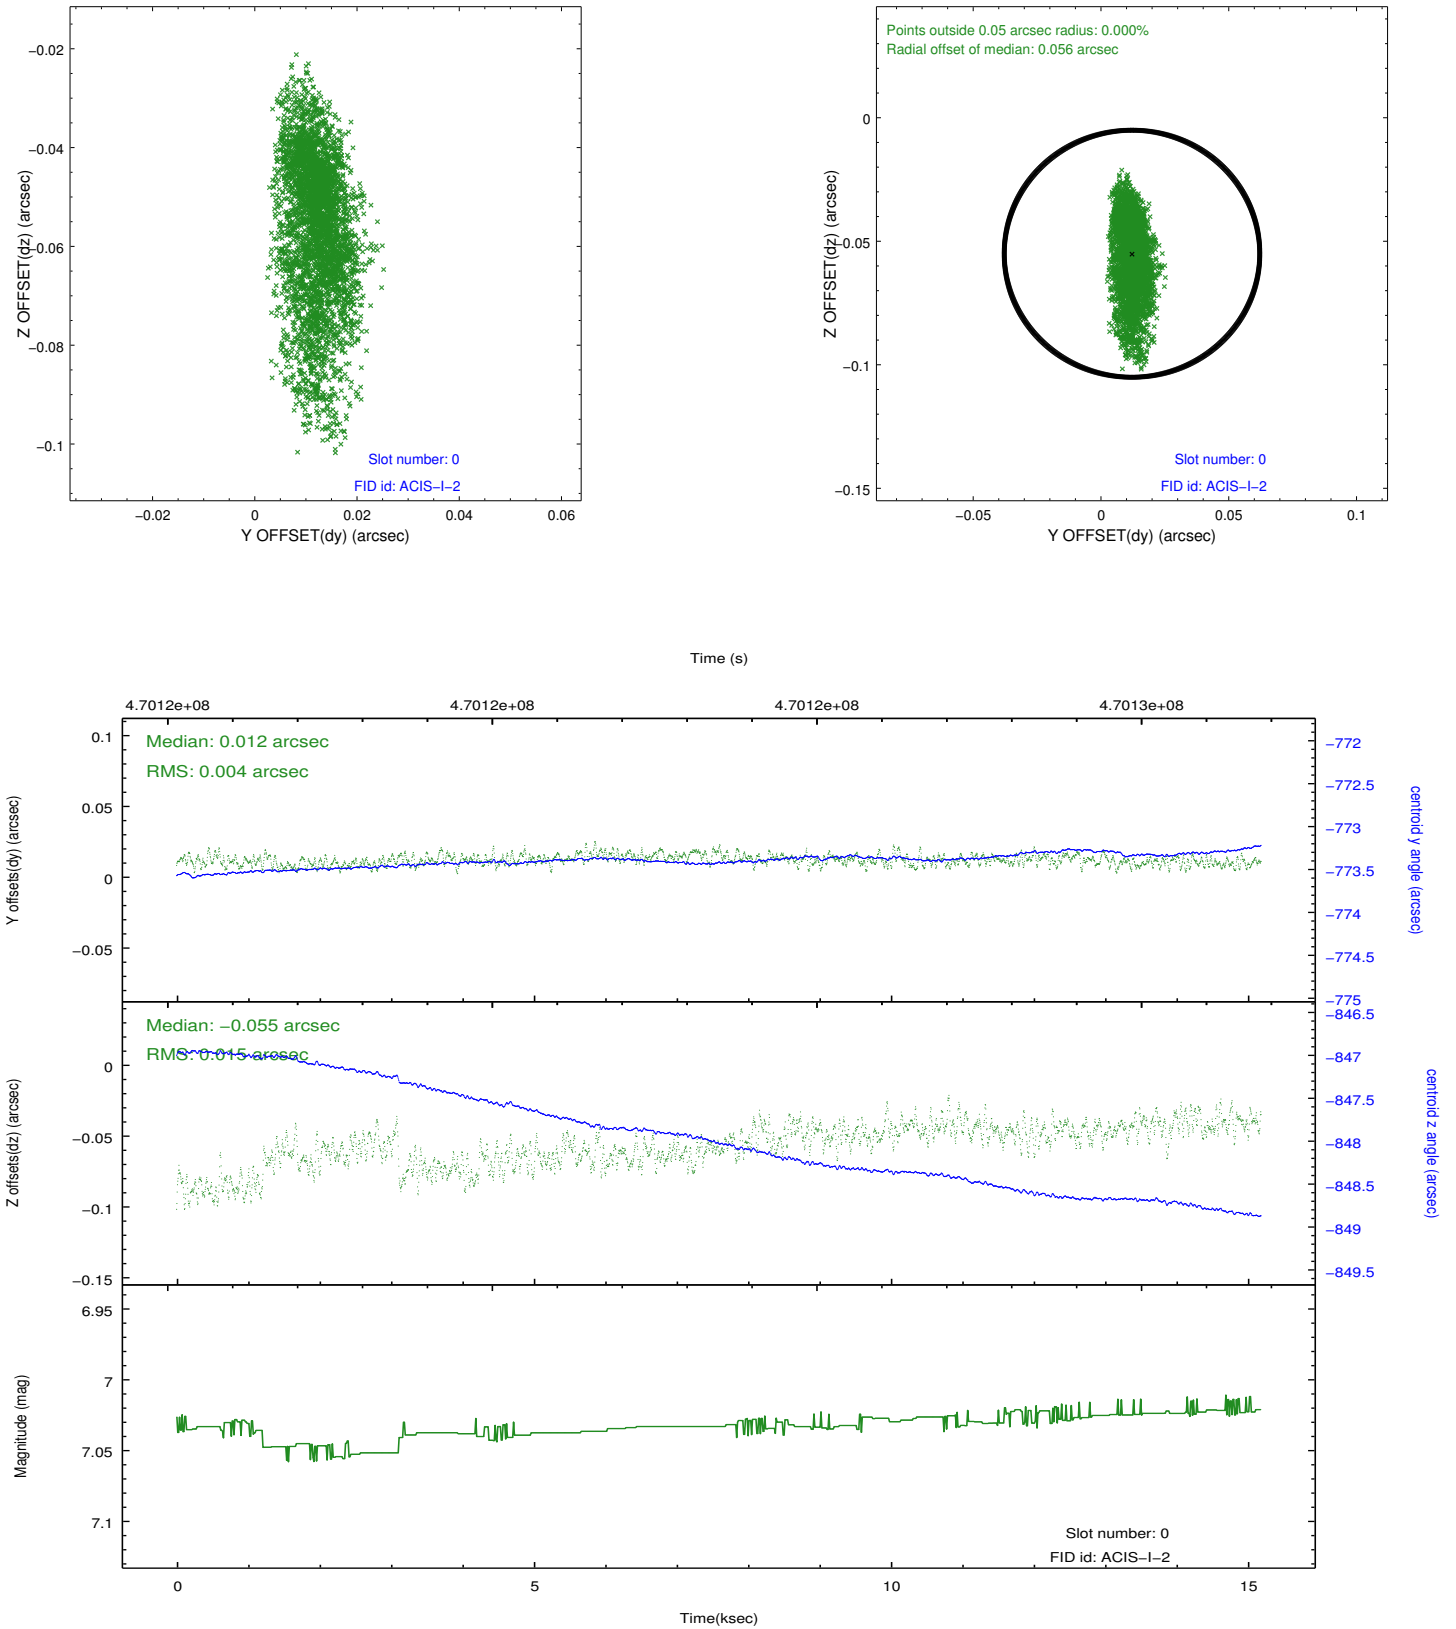 −0.02
−0.04
−0.06
−0.08
−0.1
Z OFFSET(dz) (arcsec)
Slot number: 0
FID id: ACIS−I−2
−0.02 0 0.02 0.04 0.06
Y OFFSET(dy) (arcsec)
Points outside 0.05 arcsec radius: 0.000%
Radial offset of median: 0.056 arcsec
0
−0.05
−0.1
−0.15
Z OFFSET(dz) (arcsec)
Slot number: 0
FID id: ACIS−I−2
−0.05 0 0.05 0.1
Y OFFSET(dy) (arcsec)
Time (s)
4.7012e+08 4.7012e+08 4.7012e+08 4.7013e+08
Median: 0.012 arcsec
RMS: 0.004 arcsec
0.1
0.05
0
−0.05
Y offsets(dy) (arcsec)
−772
−772.5
−773
−773.5
−774
−774.5
−775
centroid y angle (arcsec)
Median: −0.055 arcsec
RMS: 0.015 arcsec
0
−0.05
−0.1
−0.15
Z offsets(dz) (arcsec)
−846.5
−847
−847.5
−848
−848.5
−849
−849.5
centroid z angle (arcsec)
6.95
7
7.05
7.1
Magnitude (mag)
Slot number: 0
FID id: ACIS−I−2
0 5 10 15
Time(ksec)